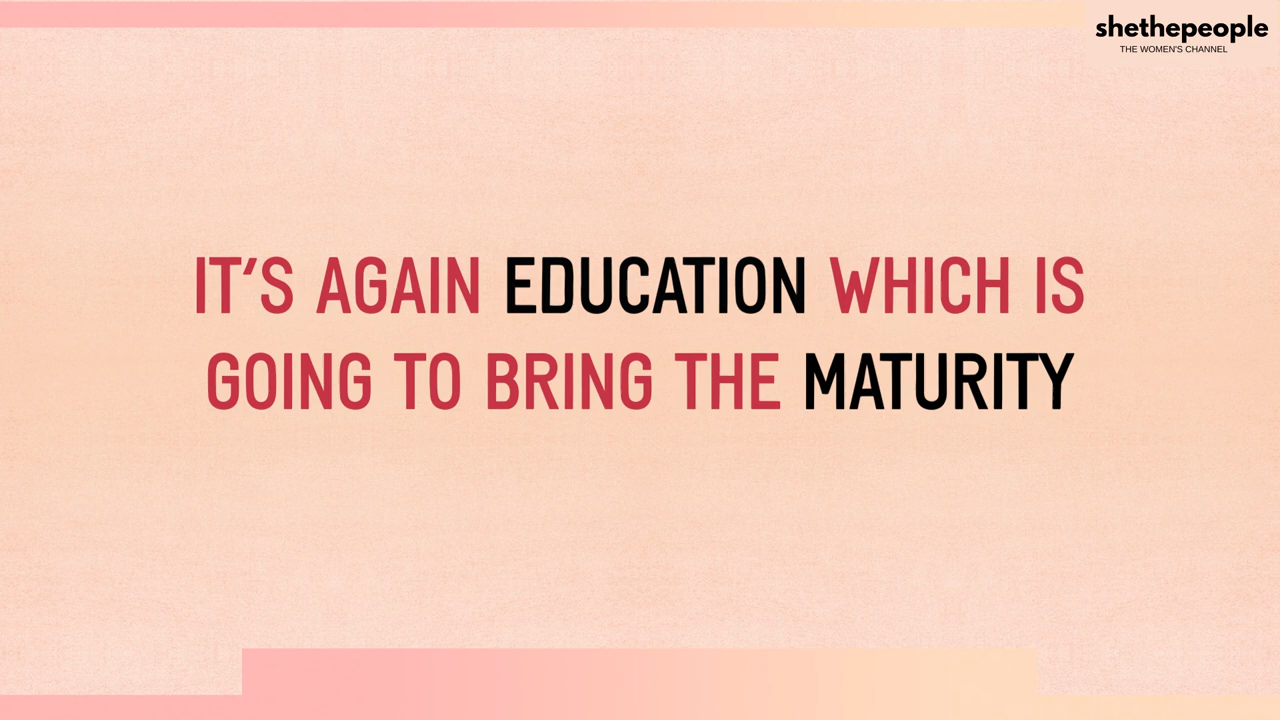 shethepeople
THE WOMEN'S CHANNEL
IT'S AGAIN EDUCATION WHICH IS
GOING TO BRING THE MATURITY